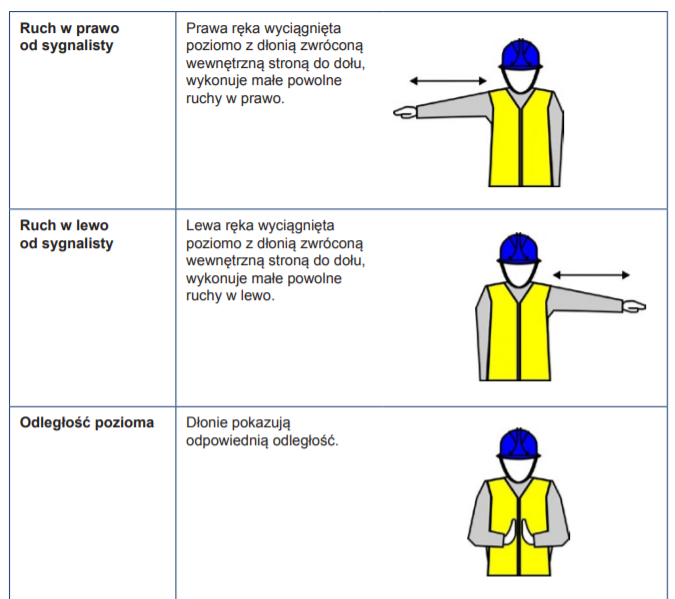 Ruch w prawo
od sygnalisty
Prawa ręka wyciągnięta
poziomo z dłonią zwróconą
wewnętrzną stroną do dołu,
wykonuje małe powolne
ruchy w prawo.
Ruch w lewo
od sygnalisty
Lewa ręka wyciągnięta
poziomo z dłonią zwróconą
wewnętrzną stroną do dołu,
wykonuje małe powolne
ruchy w lewo.
Odległość pozioma
Dłonie pokazują
odpowiednią odległość.